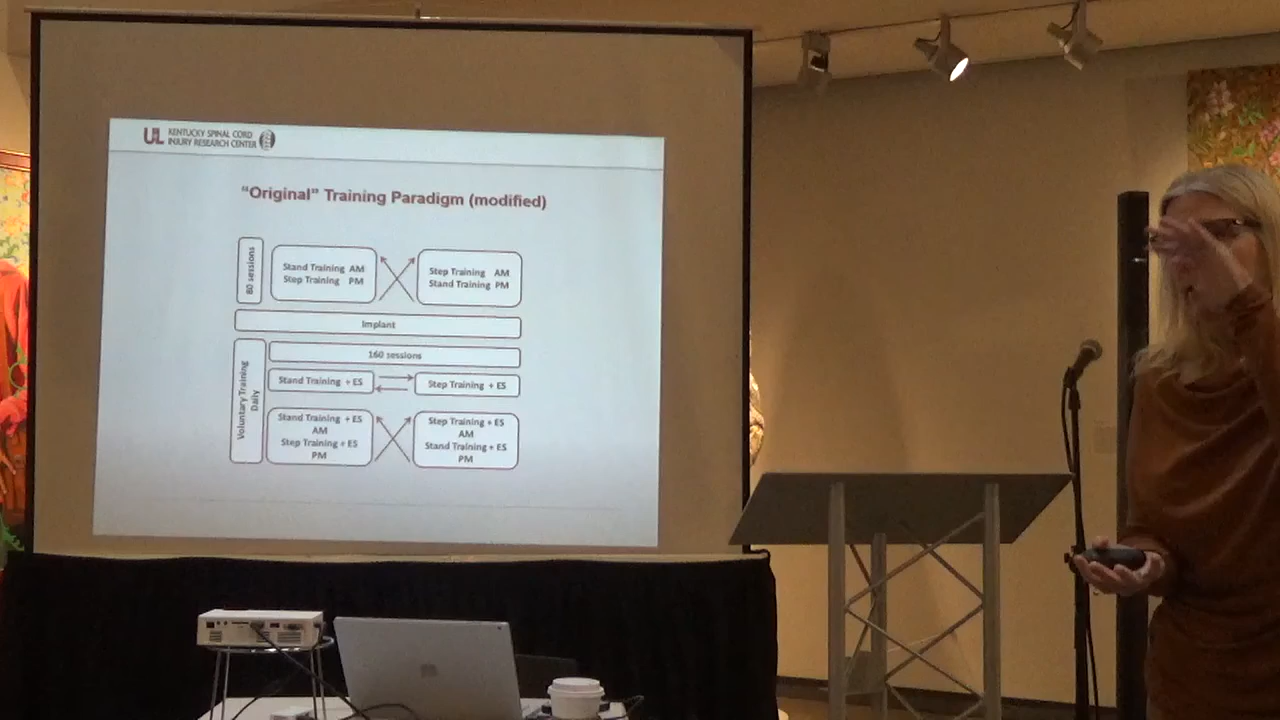 UL KENTUCKY SPINAL CORD
INJURY RESEARCH CENTER
"Original" Training Paradigm (modified)
80 sessions
Stand Training AM
Step Training PM
Step Training AM
Stand Training PM
Implant
Voluntary Training
Daily
160 sessions
Stand Training + ES
Step Training + ES
Stand Training + ES
AM
Step Training + ES
PM
Step Training + ES
AM
Stand Training + ES
PM